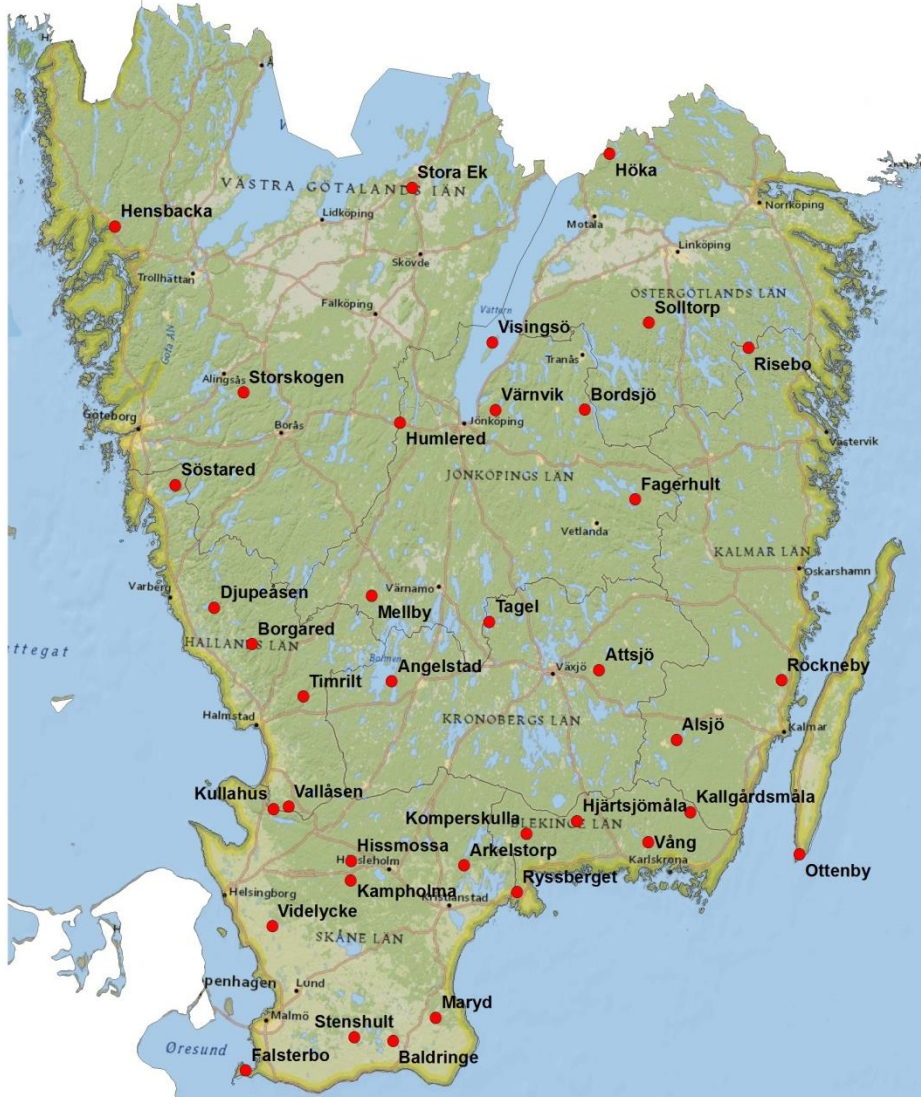 Stora Ek
VÄSTRA GÖTALANDS LÄN
Höka
Hensbacka
Lidköping
Motala
Norrköping
Linköping
Skövde
Trollhättan
ÖSTERGÖTLANDS LÄN
Falköping
Vättern
Solltorp
Visingsö
Göta Älv
Tranås
Risebo
Alingsås
Storskogen
Värnvik
Bordsjö
Göteborg
Borås
Humlered
Jönköping
Västervik
Söstared
JÖNKÖPINGS LÄN
Fagerhult
Vetlanda
KALMAR LÄN
Oskarshamn
Varberg
Djupeåsen
Värnamo
Mellby
Tagel
Borgared
HALLANDS LÄN
ttegat
Bolmen
Angelstad
Växjö
Attsjö
Rockneby
Timrilt
Halmstad
KRONOBERGS LÄN
Alsjö
Kalmar
Kullahus
Vallåsen
Komperskulla
Hjärtsjömåla
Kallgårdsmåla
LEKINGE LÄN
Hissmossa
Arkelstorp
Vång
Karlskrona
Ottenby
Helsingborg
Kampholma
Kristianstad
Ryssberget
Videlycke
SKÅNE LÄN
penhagen
Lund
Maryd
Malmö
Stenshult
Øresund
Falsterbo
Baldringe